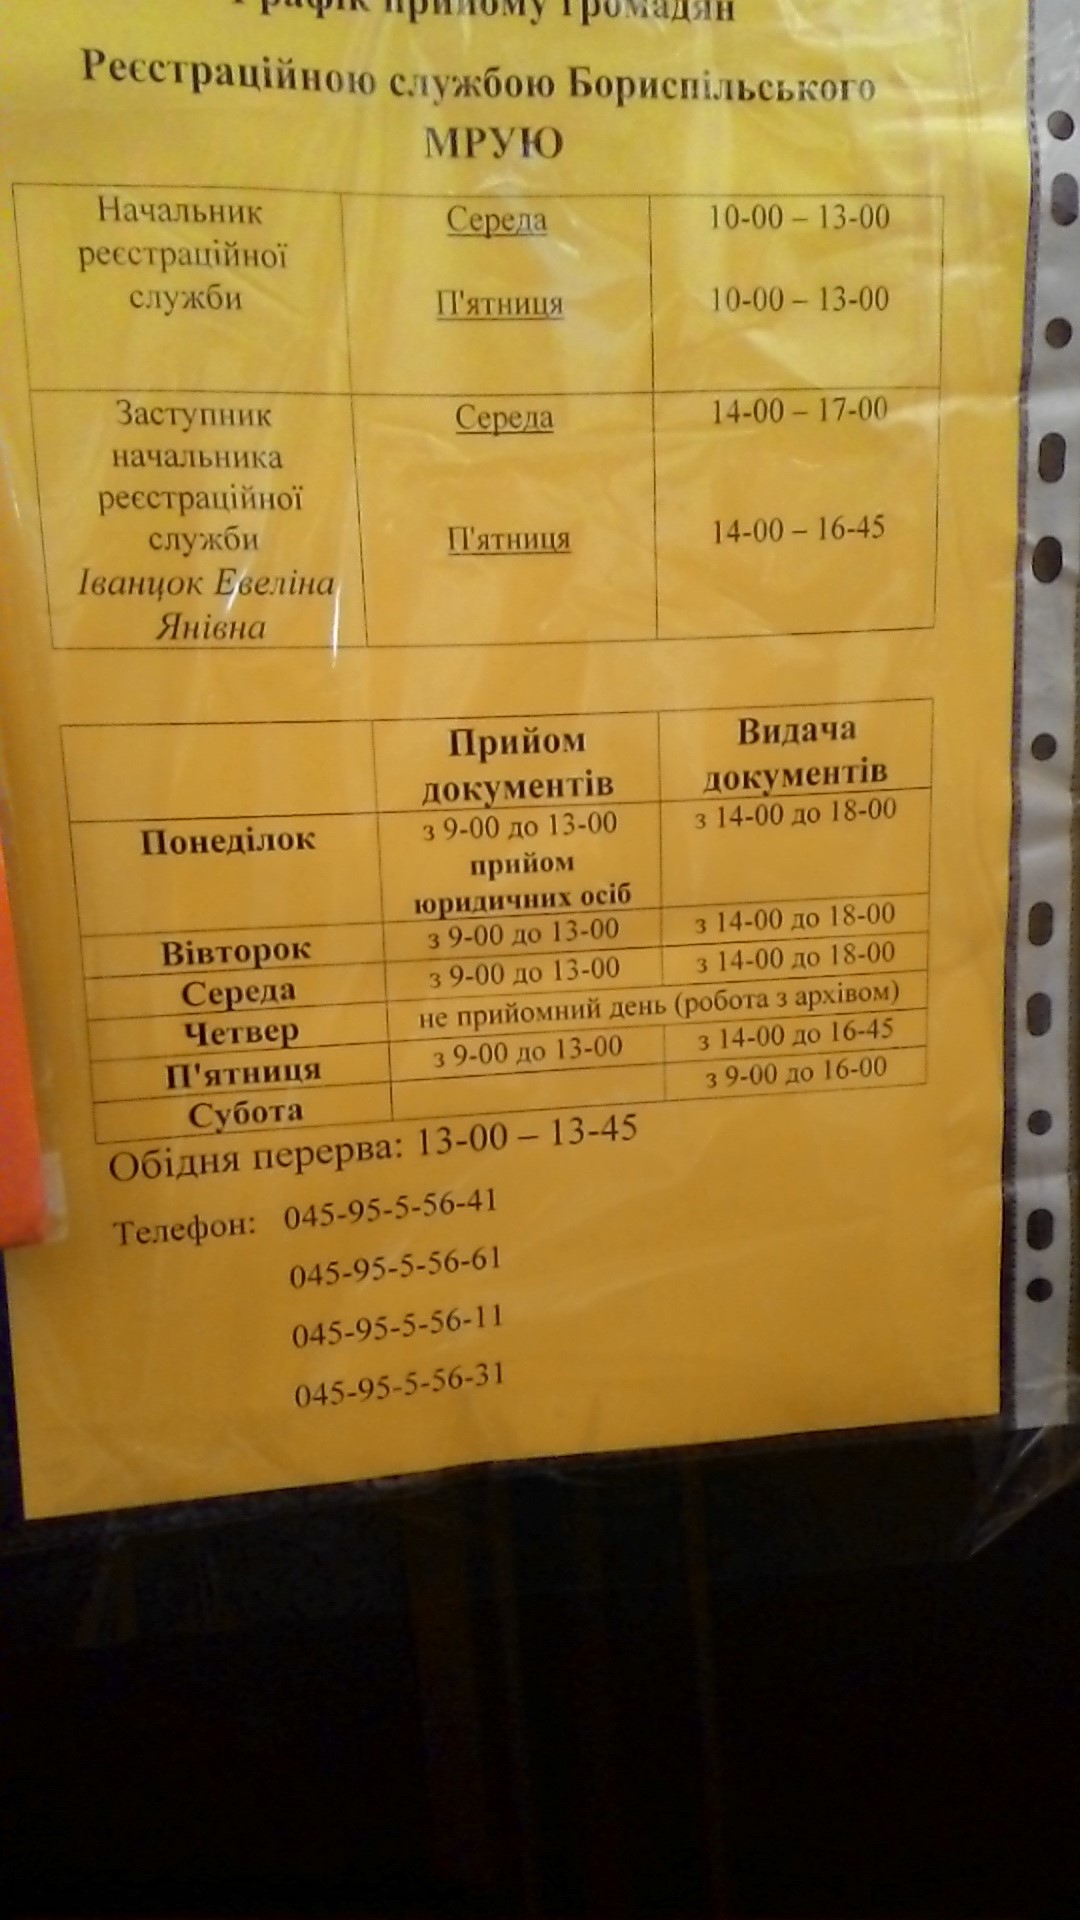 Графік прийому громадян
Реєстраційною службою Бориспільського
МРУЮ
Начальник
реєстраційної
служби
Середа
П'ятниця
10-00 – 13-00
10-00 – 13-00
Заступник
начальника
реєстраційної
служби
Іванцок Евеліна
Янівна
Середа
П'ятниця
14-00 – 17-00
14-00 – 16-45
Прийом
документів
Видача
документів
Понеділок
з 9-00 до 13-00
прийом
юридичних осіб
з 14-00 до 18-00
Вівторок
з 9-00 до 13-00
з 14-00 до 18-00
Середа
з 9-00 до 13-00
з 14-00 до 18-00
Четвер
не прийомний день (робота з архівом)
П'ятниця
з 9-00 до 13-00
з 14-00 до 16-45
Субота
з 9-00 до 16-00
Обідня перерва: 13-00 – 13-45
Телефон: 045-95-5-56-41
045-95-5-56-61
045-95-5-56-11
045-95-5-56-31